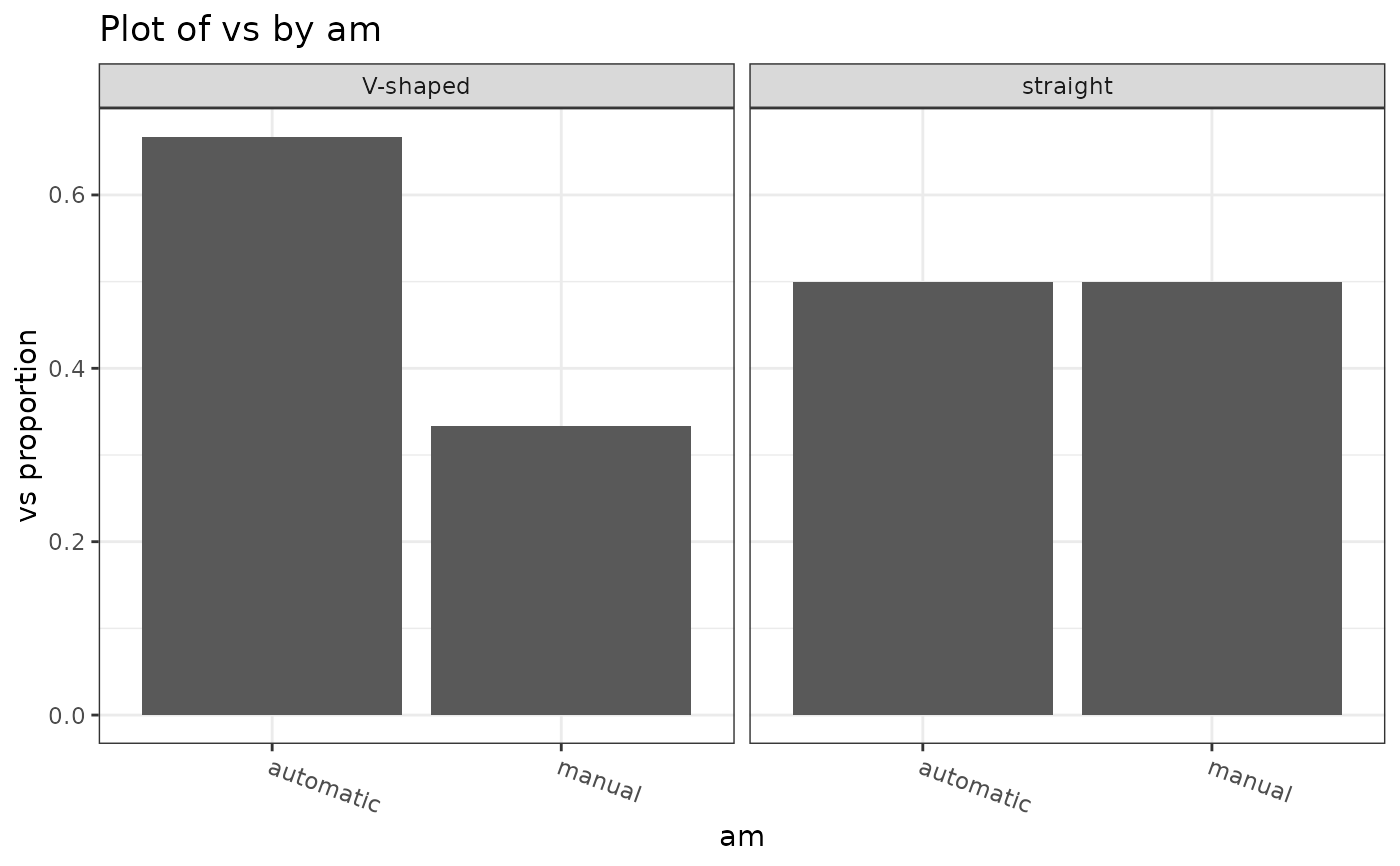 Plot of vs by am
V-shaped
straight
vs proportion
0.6
0.4
0.2
0.0
automatic
manual
automatic
manual
am